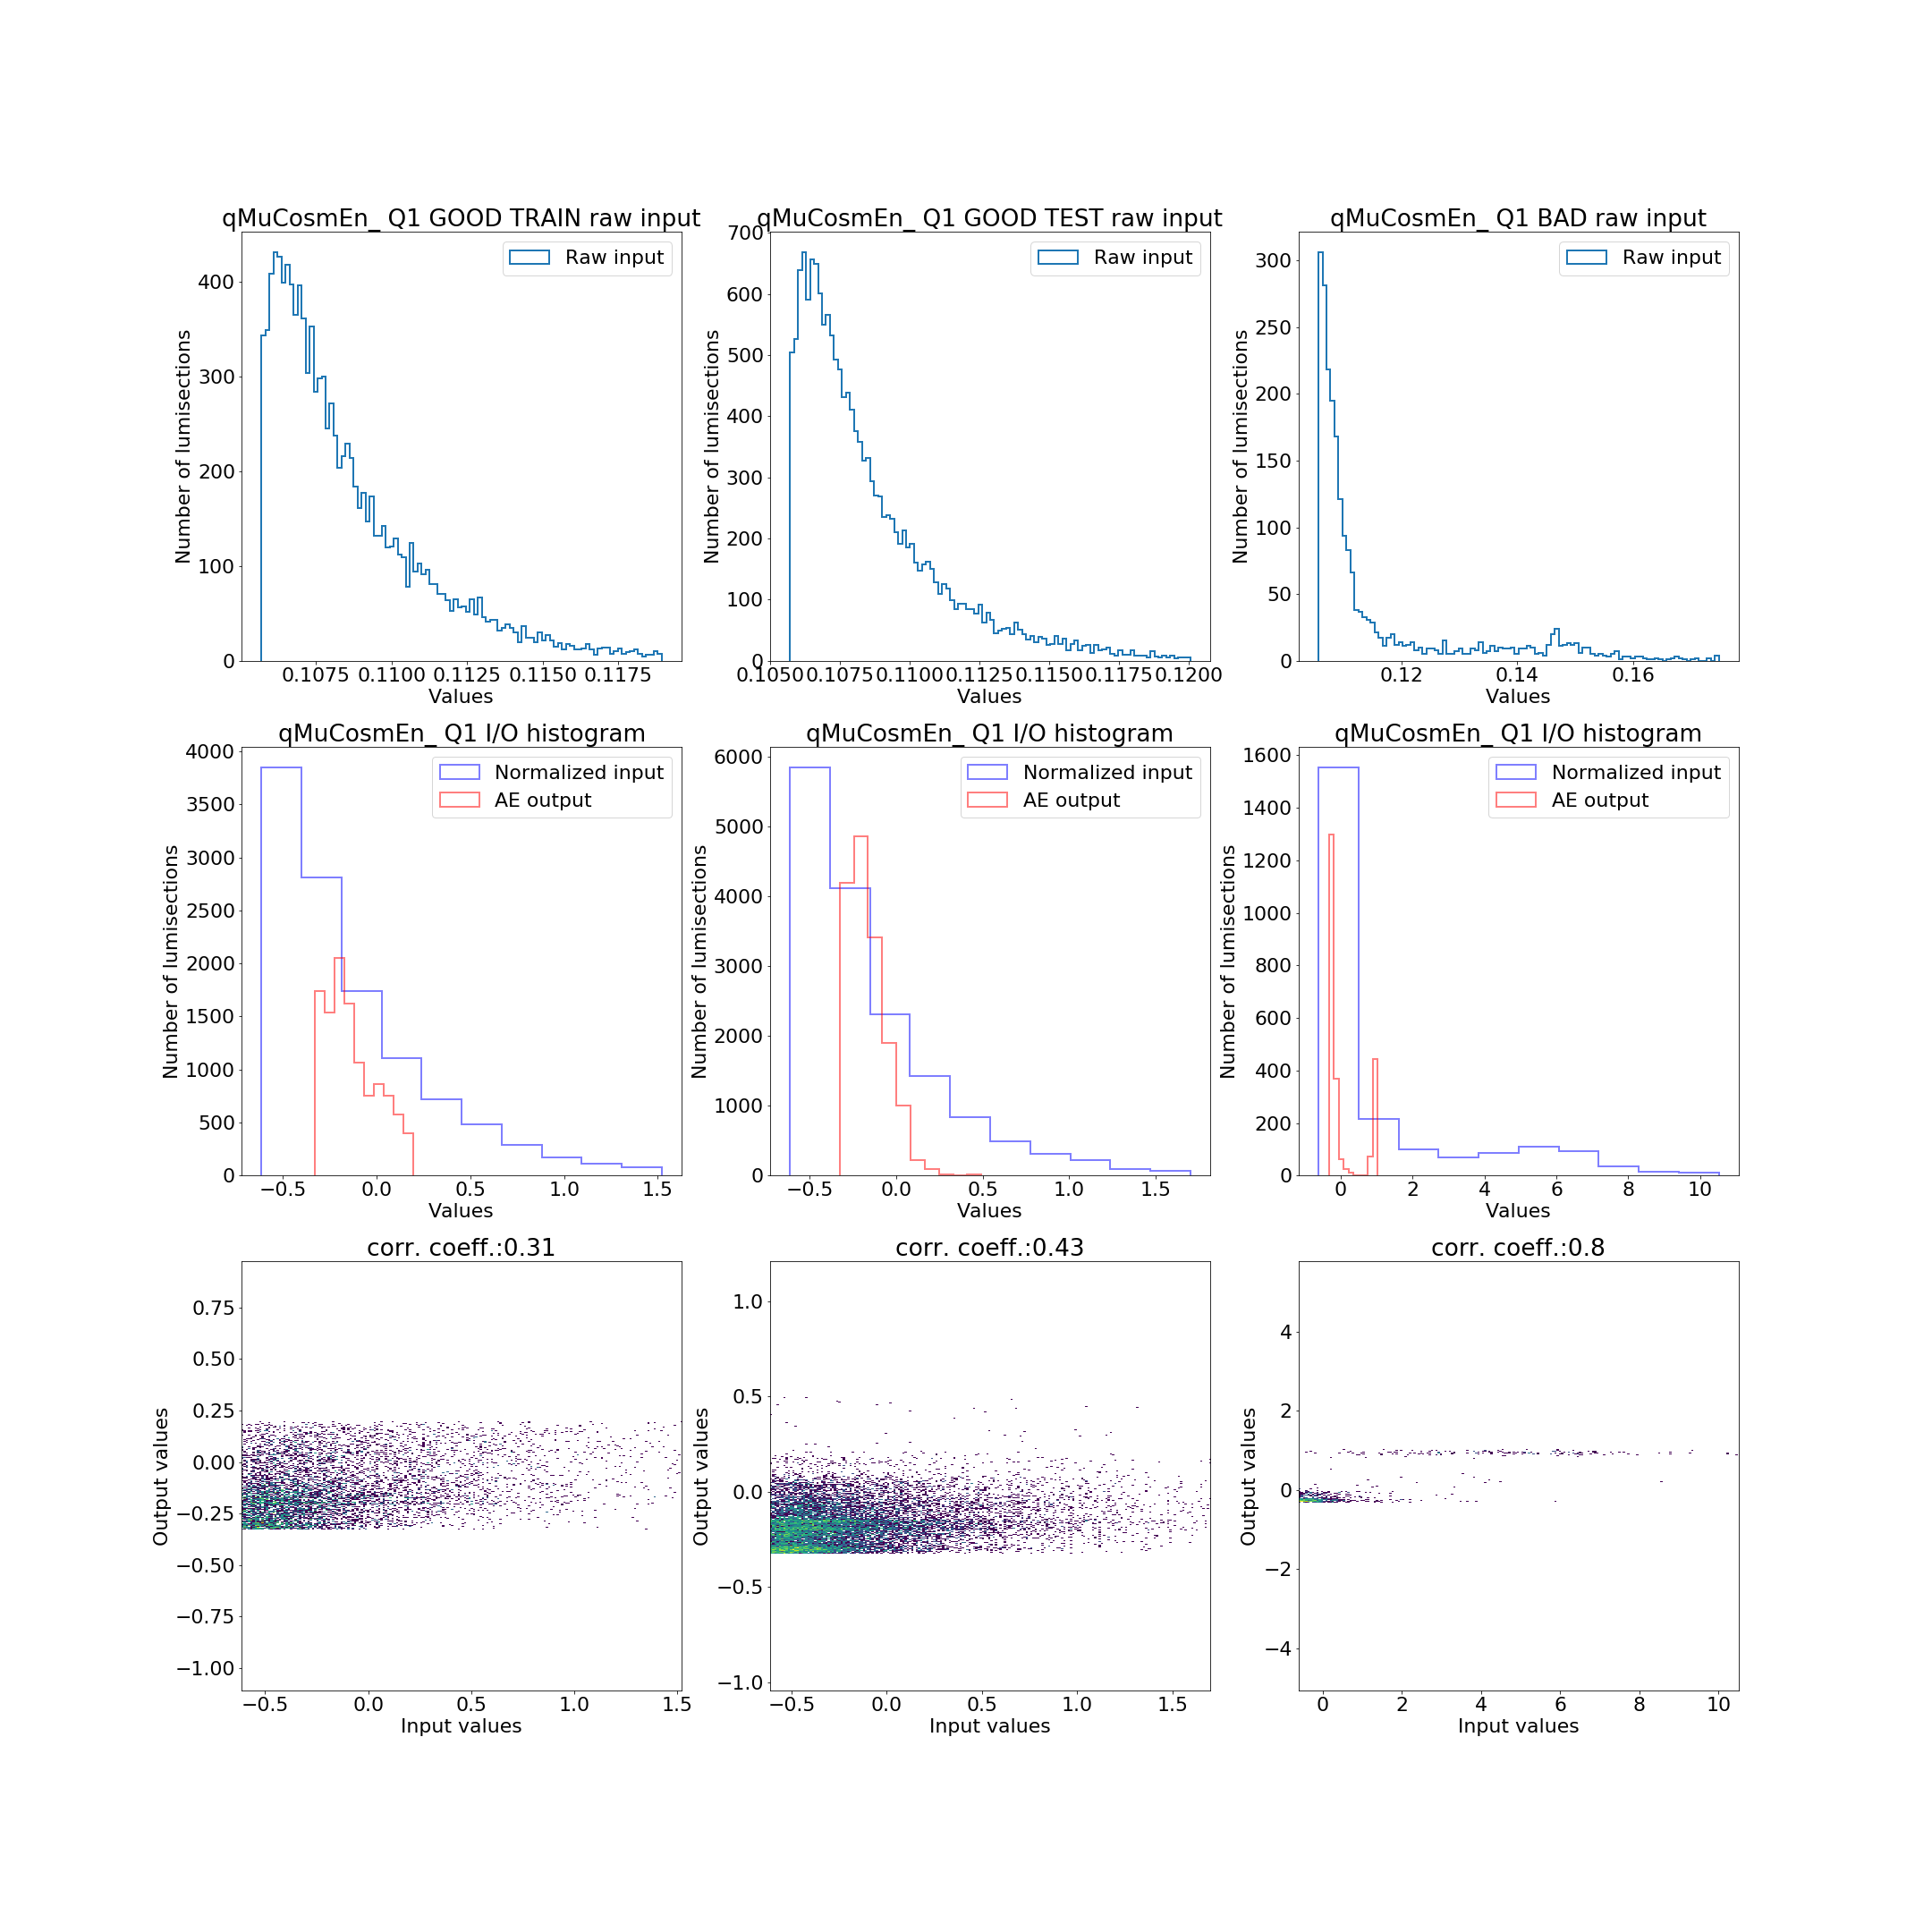 qMuCosmEn_ Q1 GOOD TRAIN raw input
Raw input
400
300
200
100
0
Number of lumisections
0.1075 0.1100 0.1125 0.1150 0.1175
Values
qMuCosmEn_ Q1 GOOD TEST raw input
Raw input
700
600
500
400
300
200
100
0
Number of lumisections
0.1050 0.1075 0.1100 0.1125 0.1150 0.1175 0.1200
Values
qMuCosmEn_ Q1 BAD raw input
Raw input
300
250
200
150
100
50
0
Number of lumisections
0.12 0.14 0.16
Values
qMuCosmEn_ Q1 I/O histogram
Normalized input
AE output
4000
3500
3000
2500
2000
1500
1000
500
0
Number of lumisections
−0.5 0.0 0.5 1.0 1.5
Values
qMuCosmEn_ Q1 I/O histogram
Normalized input
AE output
6000
5000
4000
3000
2000
1000
0
Number of lumisections
−0.5 0.0 0.5 1.0 1.5
Values
qMuCosmEn_ Q1 I/O histogram
Normalized input
AE output
1600
1400
1200
1000
800
600
400
200
0
Number of lumisections
0 2 4 6 8 10
Values
corr. coeff.:0.31
0.75
0.50
0.25
0.00
−0.25
−0.50
−0.75
−1.00
Output values
−0.5 0.0 0.5 1.0 1.5
Input values
corr. coeff.:0.43
1.0
0.5
0.0
−0.5
−1.0
Output values
−0.5 0.0 0.5 1.0 1.5
Input values
corr. coeff.:0.8
4
2
0
−2
−4
Output values
0 2 4 6 8 10
Input values